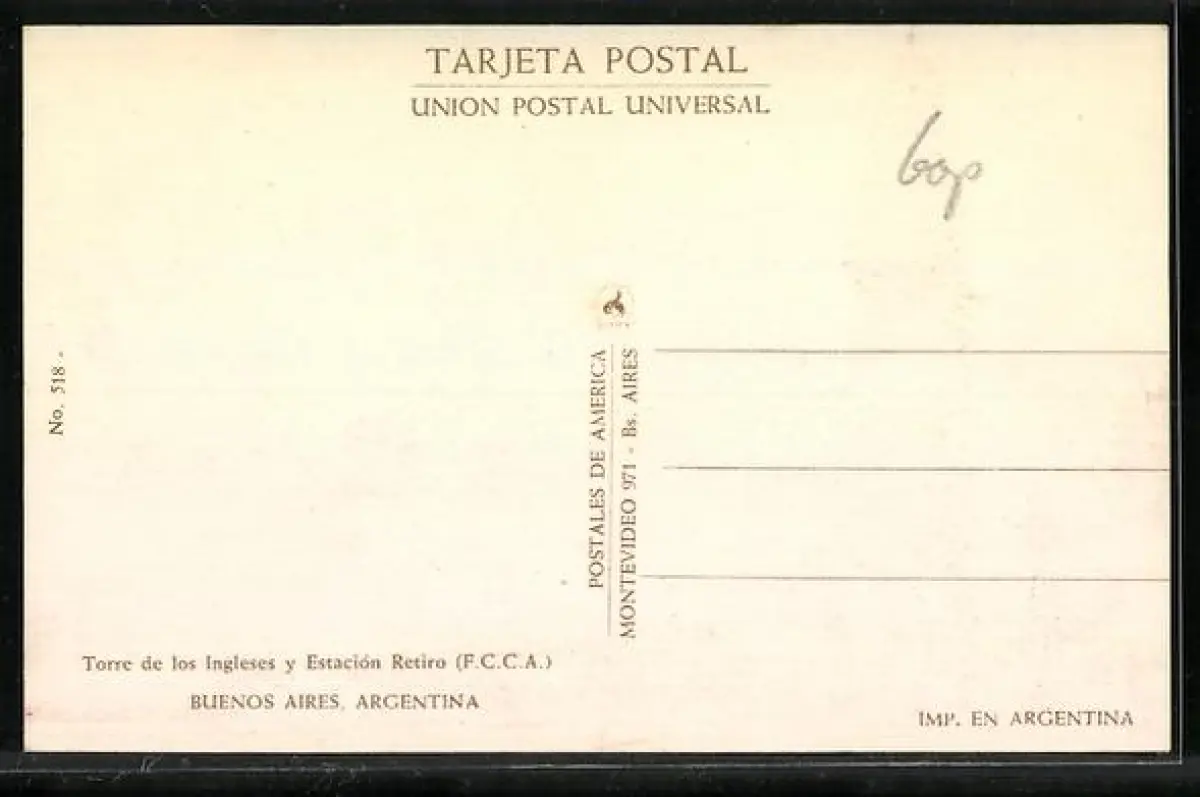 TARJETA POSTAL
UNION POSTAL UNIVERSAL
60p
No. 518 -
POSTALES DE AMERICA
MONTEVIDEO 971 - Bs. AIRES
Torre de los Ingleses y Estación Retiro (F.C.C.A.)
BUENOS AIRES, ARGENTINA
IMP. EN ARGENTINA